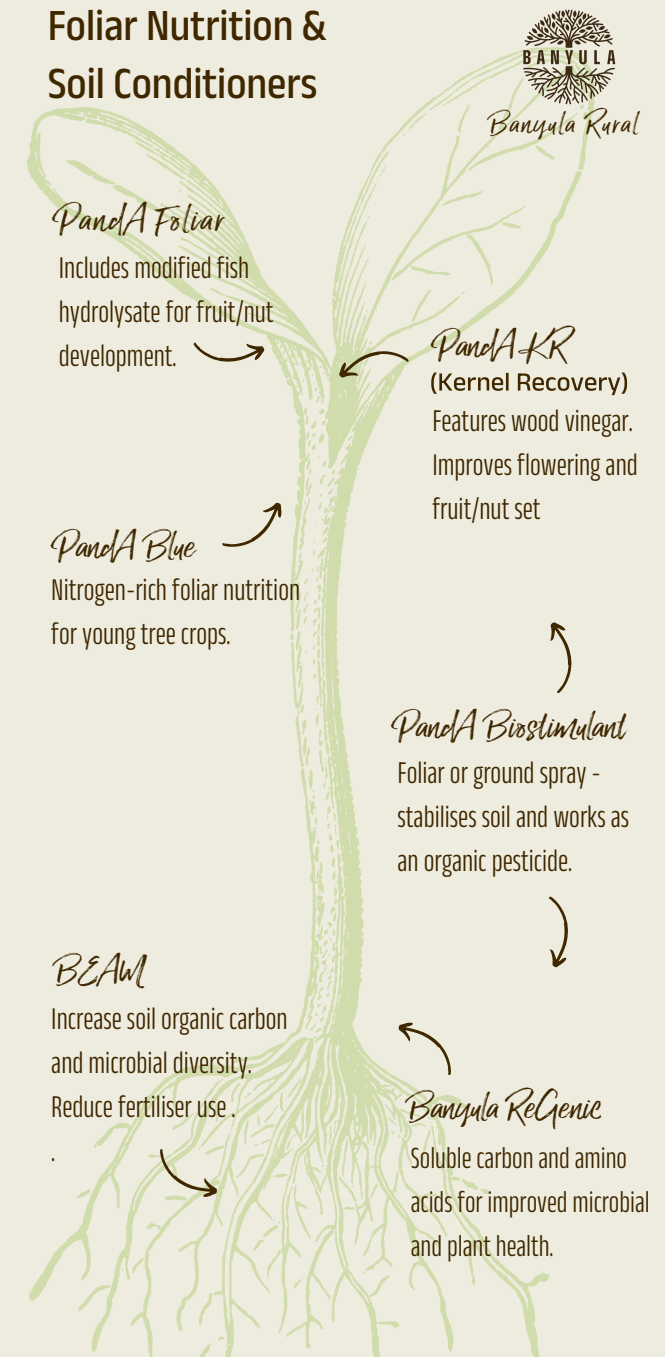 Foliar Nutrition &
Soil Conditioners
BANYULA
Banyula Rural
PandA Foliar
Includes modified fish
hydrolysate for fruit/nut
development.
PandA KR
(Kernel Recovery)
Features wood vinegar.
Improves flowering and
fruit/nut set
PandA Blue
Nitrogen-rich foliar nutrition
for young tree crops.
PandA Biostimulant
Foliar or ground spray -
stabilises soil and works as
an organic pesticide.
BEAM
Increase soil organic carbon
and microbial diversity.
Reduce fertiliser use .
.
Banyula ReGenic
Soluble carbon and amino
acids for improved microbial
and plant health.